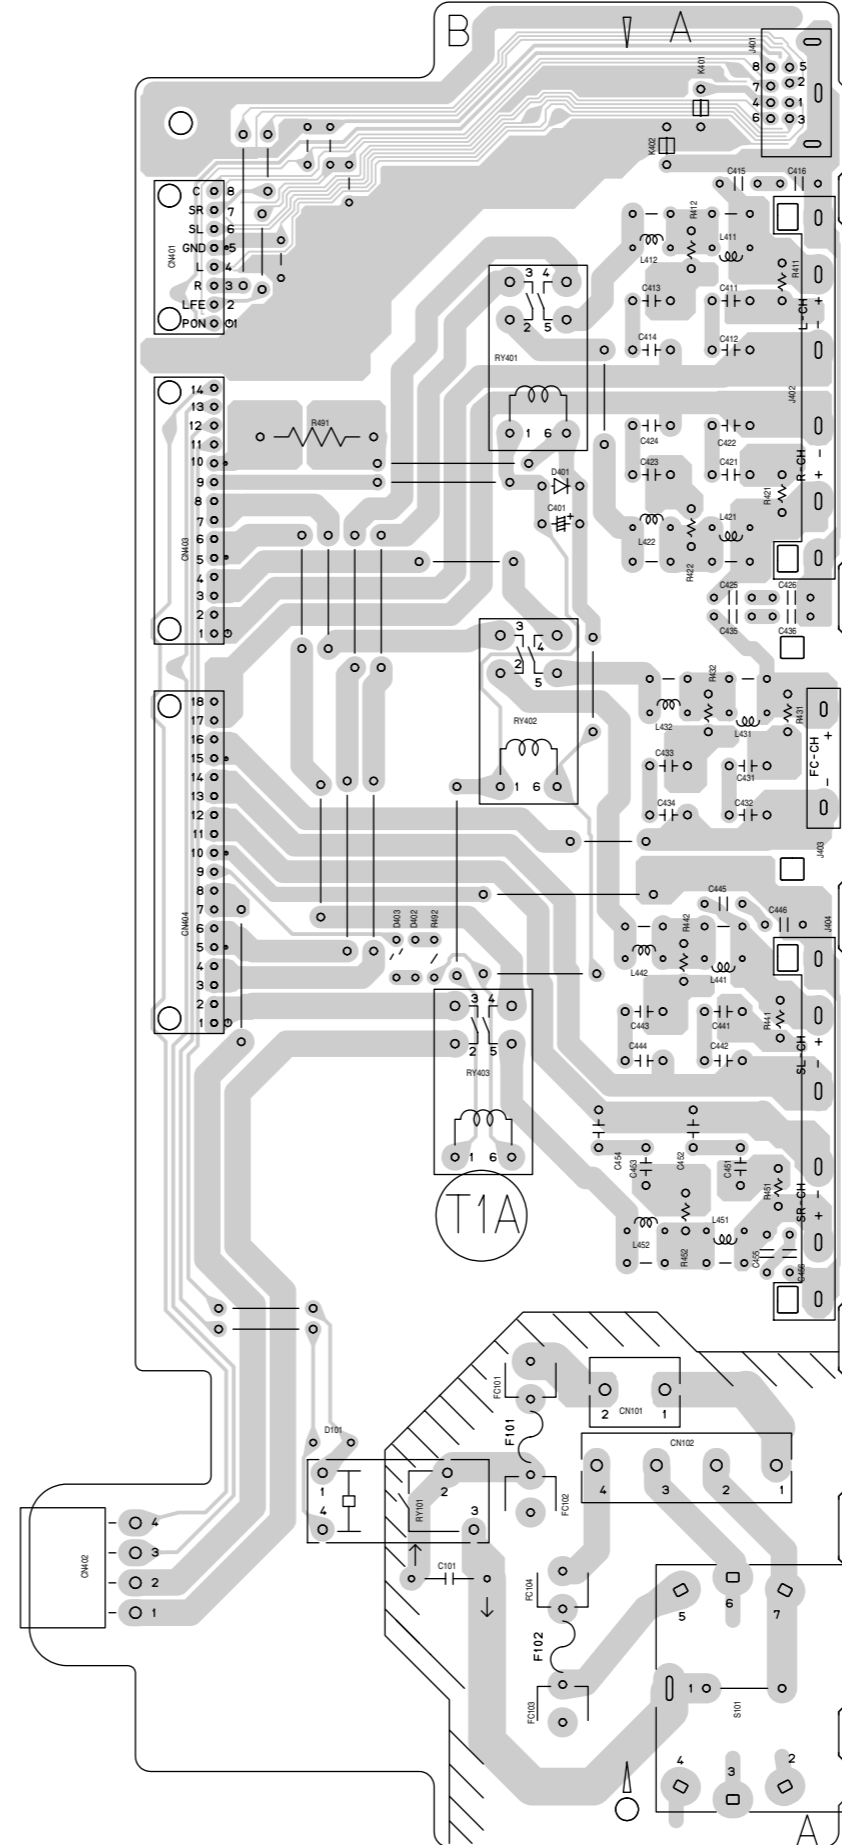 B
A
J401
K401
8 5
7 2
4 1
6 3
K402
C415 C416
CN401
C 8
SR 7
SL 6
GND 5
L 4
R 3
LFE 2
PON 1
R412
L411
L412
R411
C413 C411
L-CH + -
C414 C412
3 4
2 5
RY401
1 6
J402
C424 C422
C423 C421
R-CH + -
R421
L421
L422
R422
C425 C426
C435 C436
R491
D401
C401 +
CN403
14
13
12
11
10
9
8
7
6
5
4
3
2
1
3
4
2
5
RY402
1 6
R432
R431
L432 L431
C433 C431
C434 C432
FC-CH + -
J403
CN404
18
17
16
15
14
13
12
11
10
9
8
7
6
5
4
3
2
1
D403
D402
R492
C445
C446
J404
R442
L442 L441
R441
C443 C441
C444 C442
SL-CH + -
3 4
2 5
RY403
1 6
T1A
C454
C453
C452
C451
R451
SR-CH + -
L451
L452
R452
C455
C456
FC101
F101
CN101
2 1
CN102
4 3 2 1
D101
1
4
2
3
RY101
FC102
C101
CN402
4
3
2
1
FC104
F102
FC103
5 6 7
1
S101
4 3 2
A